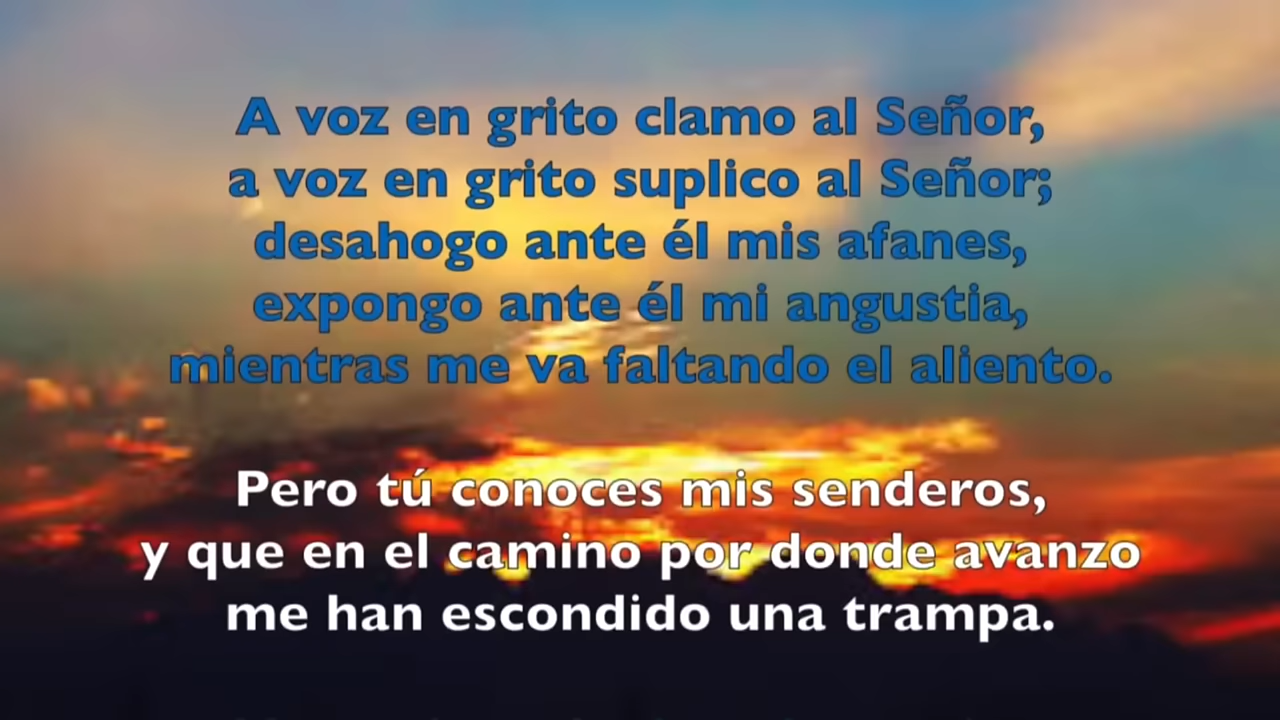 A voz en grito clamo al Señor,
a voz en grito suplico al Señor;
desahogo ante él mis afanes,
expongo ante él mi angustia,
mientras me va faltando el aliento.
Pero tú conoces mis senderos,
y que en el camino por donde avanzo
me han escondido una trampa.